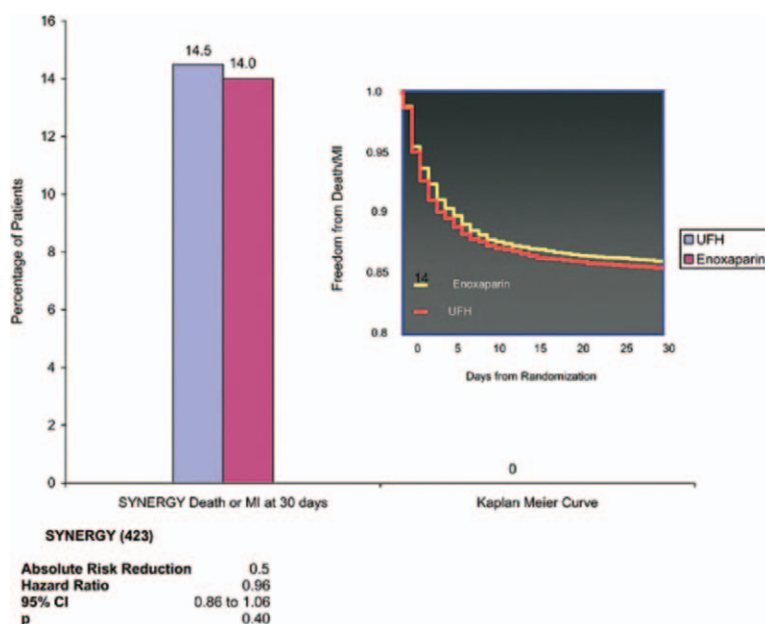 14.5
14.0
16
14
12
10
8
6
4
2
0
Percentage of Patients
1.0
0.95
0.9
0.85
0.8
Freedom from Death/MI
14
Enoxaparin
UFH
0 5 10 15 20 25 30
Days from Randomization
UFH
Enoxaparin
0
SYNERGY Death or MI at 30 days
Kaplan Meier Curve
SYNERGY (423)
Absolute Risk Reduction 0.5
Hazard Ratio 0.96
95% CI 0.86 to 1.06
p 0.40